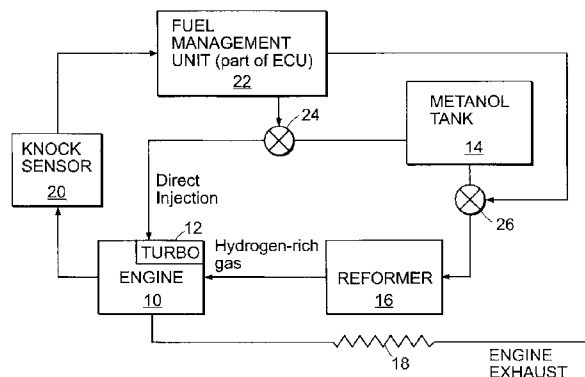 FUEL
MANAGEMENT
UNIT (part of ECU)
22
24
METANOL
TANK
14
KNOCK
SENSOR
20
Direct
Injection
26
12
TURBO
ENGINE
10
Hydrogen-rich
gas
REFORMER
16
18
ENGINE
EXHAUST